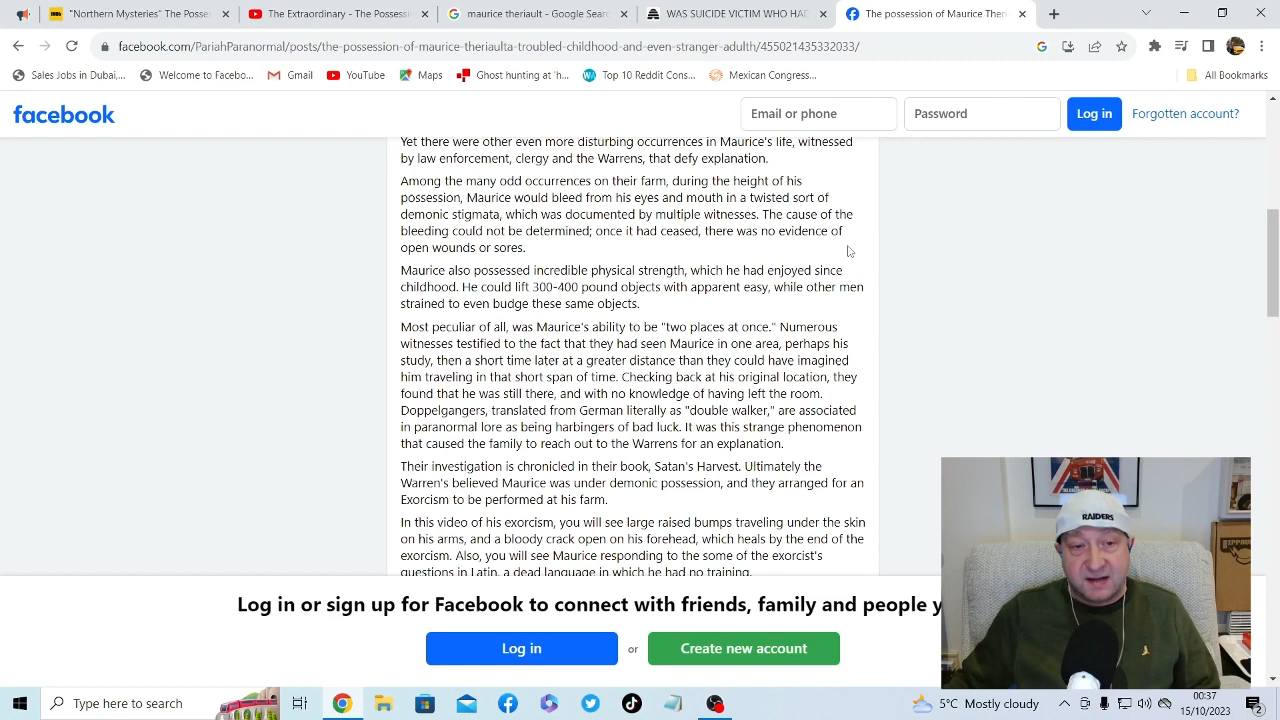 "Northern Mysteries" The Posses
The Extraordinary - The Possessin
maurice theriault - Google Searc
WAS SUICIDE VICTIM WHO HAD
The possession of Maurice Theri
facebook.com/PariahParanormal/posts/the-possession-of-maurice-theriaulta-troubled-childhood-and-even-stranger-adulth/455021435332033/
Sales Jobs in Dubai,...
Welcome to Facebo...
Gmail
YouTube
Maps
Ghost hunting at 'h...
Top 10 Reddit Cons...
Mexican Congress...
All Bookmarks
facebook
Email or phone
Password
Log in
Forgotten account?
Yet there were other even more disturbing occurrences in Maurice's life, witnessed
by law enforcement, clergy and the Warrens, that defy explanation.
Among the many odd occurrences on their farm, during the height of his
possession, Maurice would bleed from his eyes and mouth in a twisted sort of
demonic stigmata, which was documented by multiple witnesses. The cause of the
bleeding could not be determined; once it had ceased, there was no evidence of
open wounds or sores.
Maurice also possessed incredible physical strength, which he had enjoyed since
childhood. He could lift 300-400 pound objects with apparent easy, while other men
strained to even budge these same objects.
Most peculiar of all, was Maurice's ability to be "two places at once." Numerous
witnesses testified to the fact that they had seen Maurice in one area, perhaps his
study, then a short time later at a greater distance than they could have imagined
him traveling in that short span of time. Checking back at his original location, they
found that he was still there, and with no knowledge of having left the room.
Doppelgangers, translated from German literally as "double walker," are associated
in paranormal lore as being harbingers of bad luck. It was this strange phenomenon
that caused the family to reach out to the Warrens for an explanation.
Their investigation is chronicled in their book, Satan's Harvest. Ultimately the
Warren's believed Maurice was under demonic possession, and they arranged for an
Exorcism to be performed at his farm.
In this video of his exorcism, you will see large raised bumps traveling under the skin
on his arms, and a bloody crack open on his forehead, which heals by the end of the
exorcism. Also, you will see Maurice responding to the some of the exorcist's
questions in Latin, a dead language in which he had no training.
Log in or sign up for Facebook to connect with friends, family and people y
Log in
or
Create new account
RAIDERS
Type here to search
5°C Mostly cloudy
00:37
15/10/2023
2